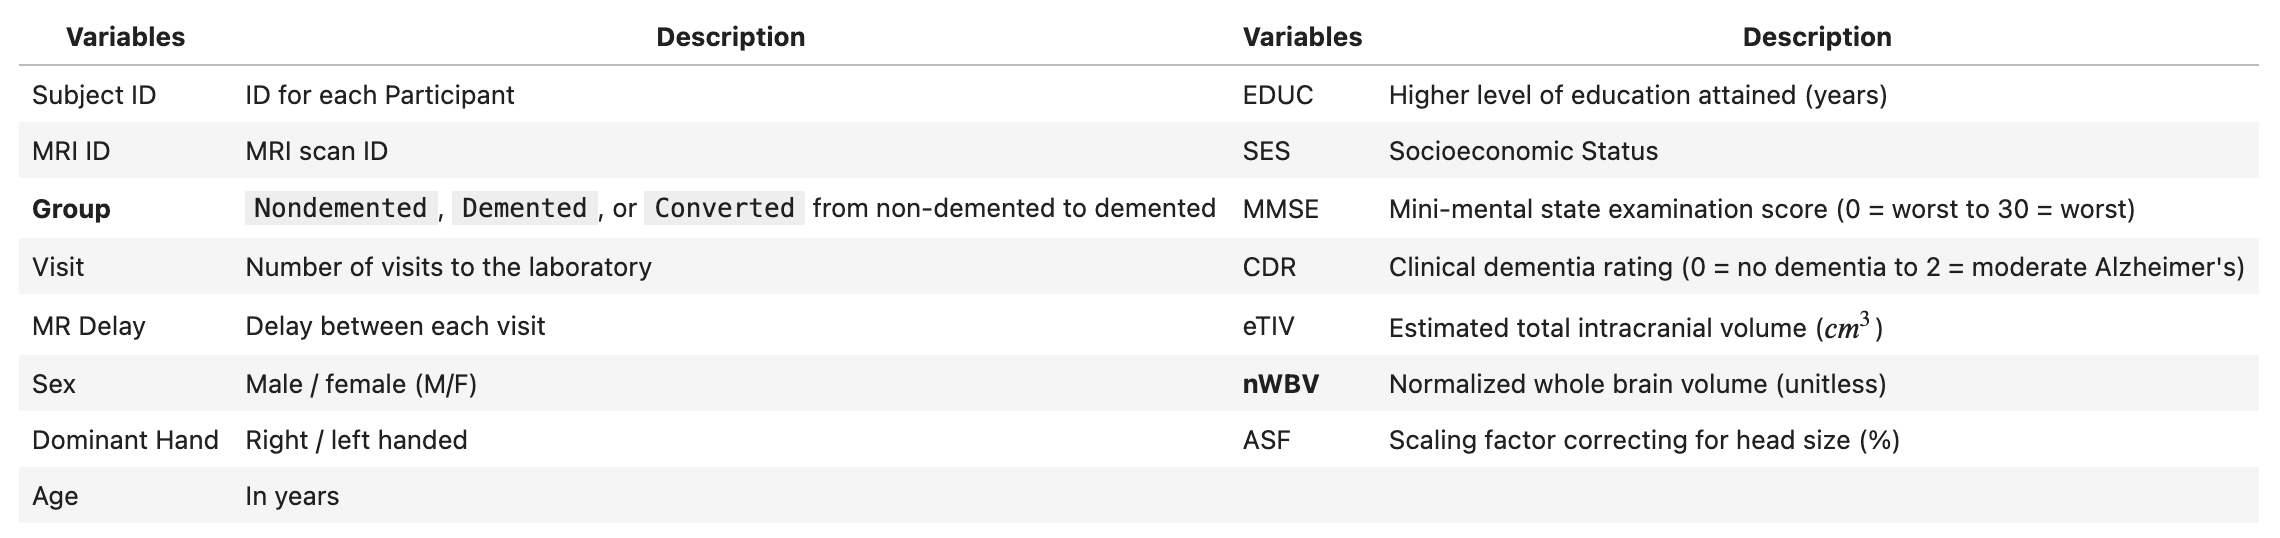 Variables Description Variables Description
Subject ID ID for each Participant EDUC Higher level of education attained (years)
MRI ID MRI scan ID SES Socioeconomic Status
Group Nondemented , Demented , or Converted from non-demented to demented MMSE Mini-mental state examination score (0 = worst to 30 = worst)
Visit Number of visits to the laboratory CDR Clinical dementia rating (0 = no dementia to 2 = moderate Alzheimer's)
MR Delay Delay between each visit eTIV Estimated total intracranial volume (cm³)
Sex Male / female (M/F) nWBV Normalized whole brain volume (unitless)
Dominant Hand Right / left handed ASF Scaling factor correcting for head size (%)
Age In years